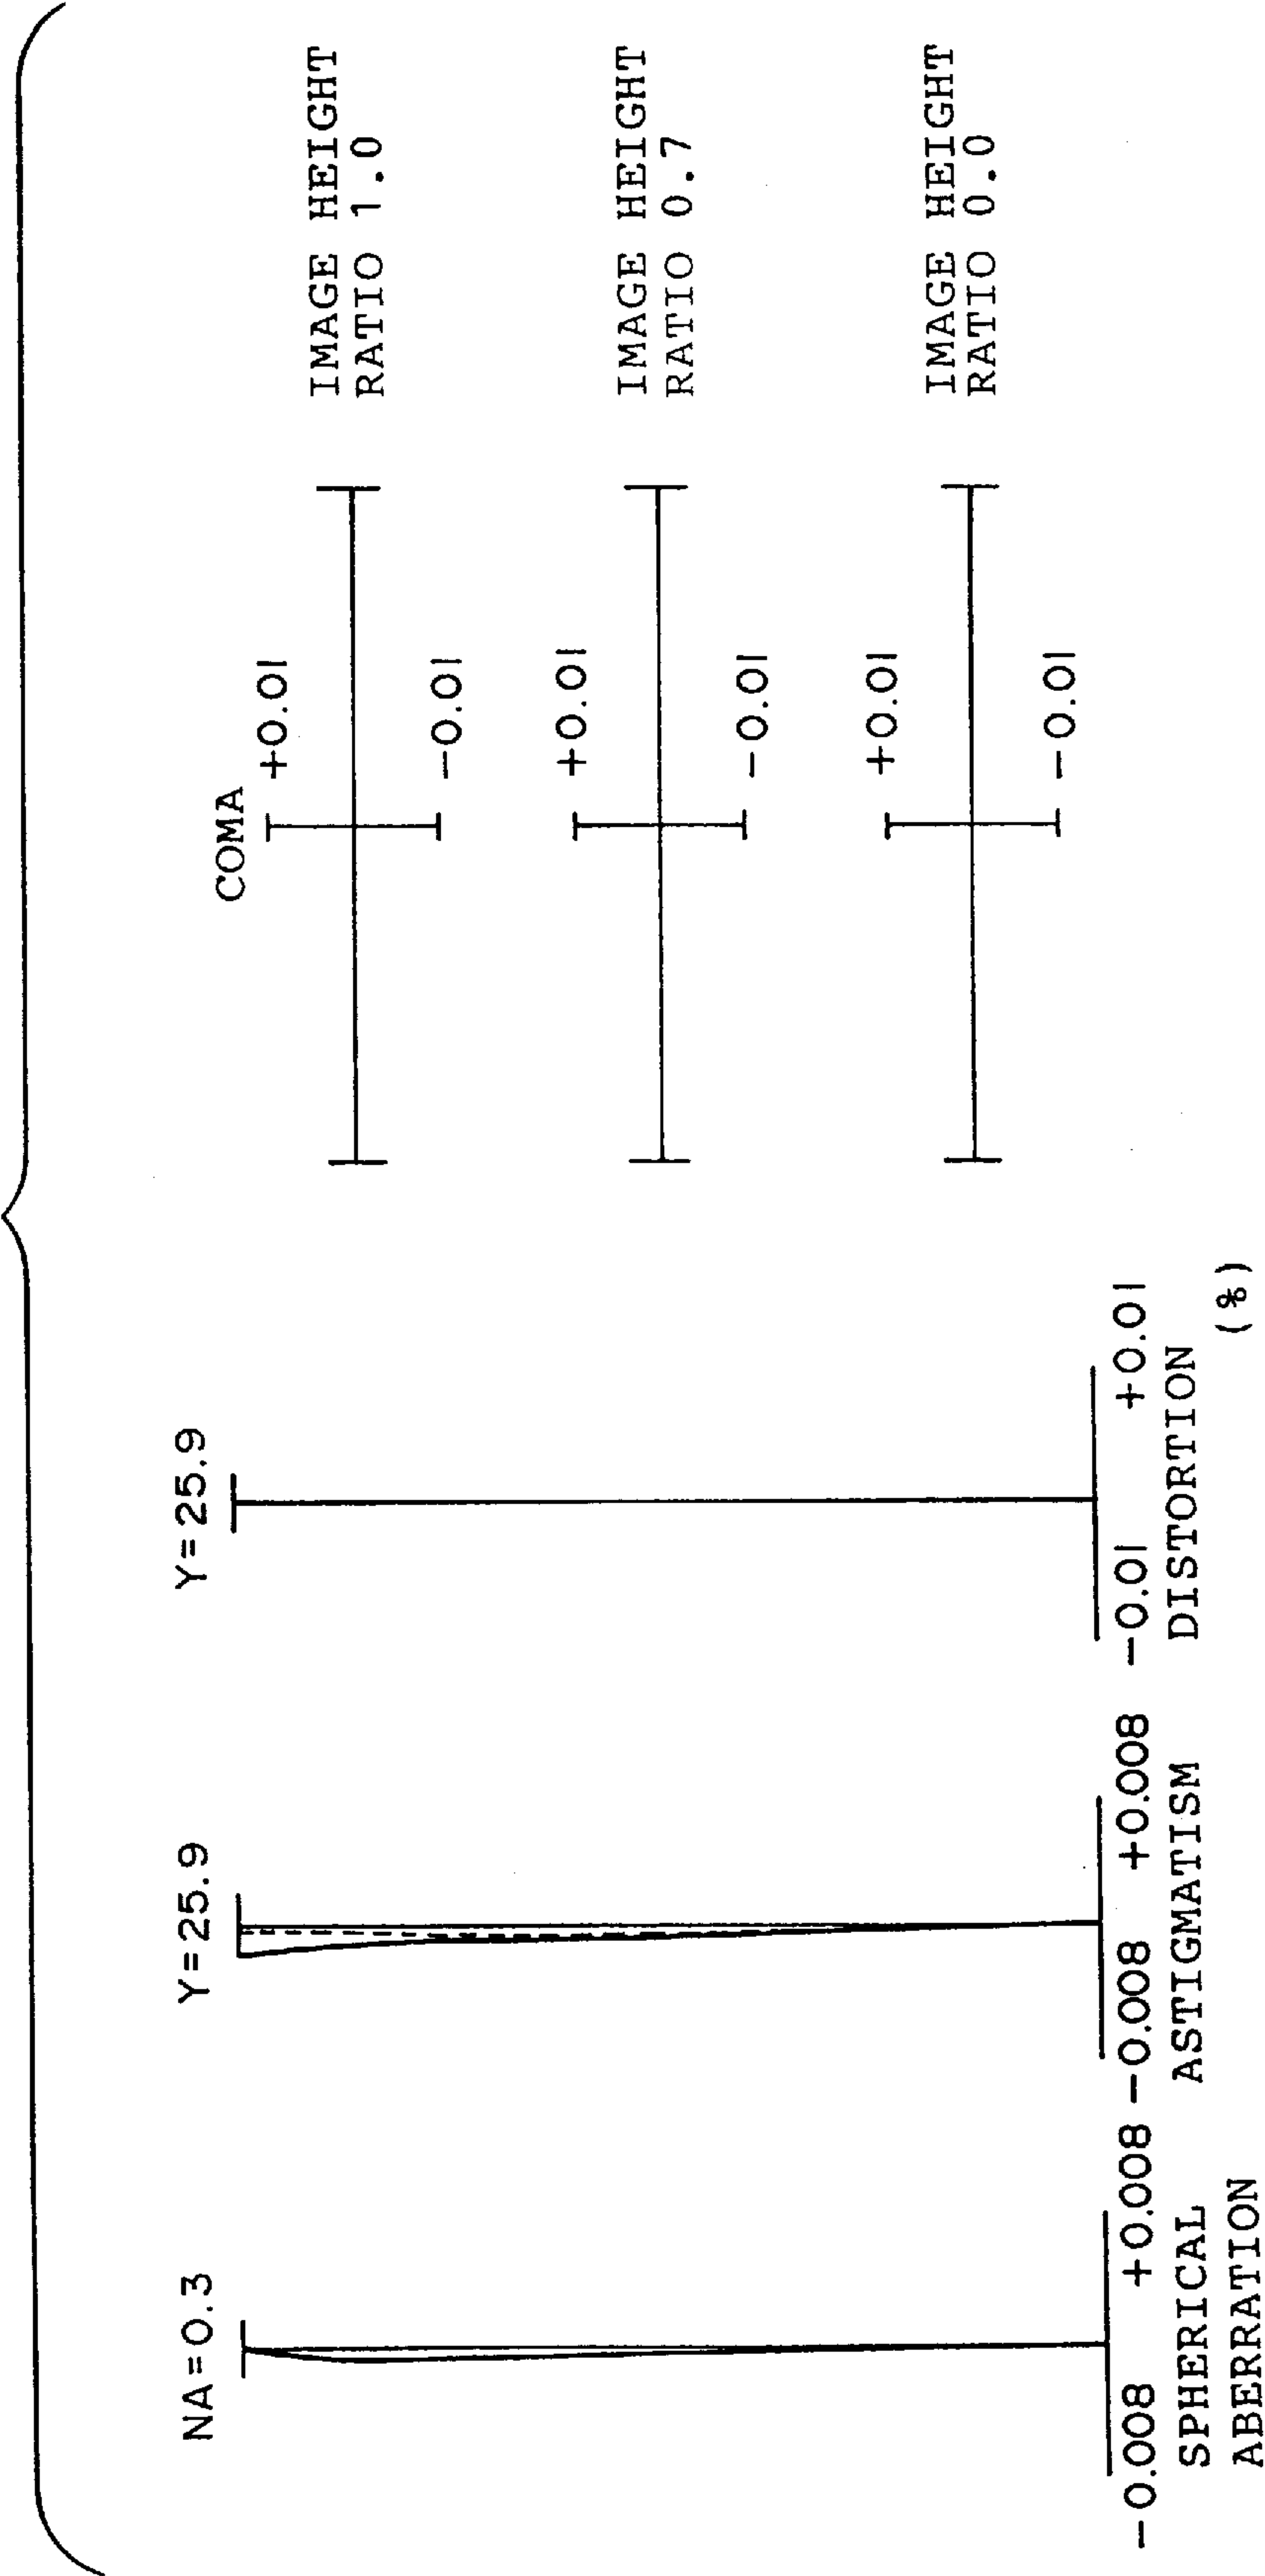 NA=0.3
-0.008 +0.008
SPHERICAL
ABERRATION
Y=25.9
-0.008 +0.008
ASTIGMATISM
Y=25.9
-0.01 +0.01
DISTORTION
(%)
COMA
+0.01
-0.01
IMAGE HEIGHT
RATIO 1.0
+0.01
-0.01
IMAGE HEIGHT
RATIO 0.7
+0.01
-0.01
IMAGE HEIGHT
RATIO 0.0